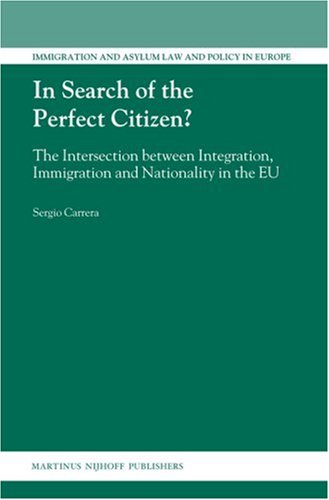 IMMIGRATION AND ASYLUM LAW AND POLICY IN EUROPE
In Search of the
Perfect Citizen?
The Intersection between Integration,
Immigration and Nationality in the EU
Sergio Carrera
MARTINUS NIJHOFF PUBLISHERS